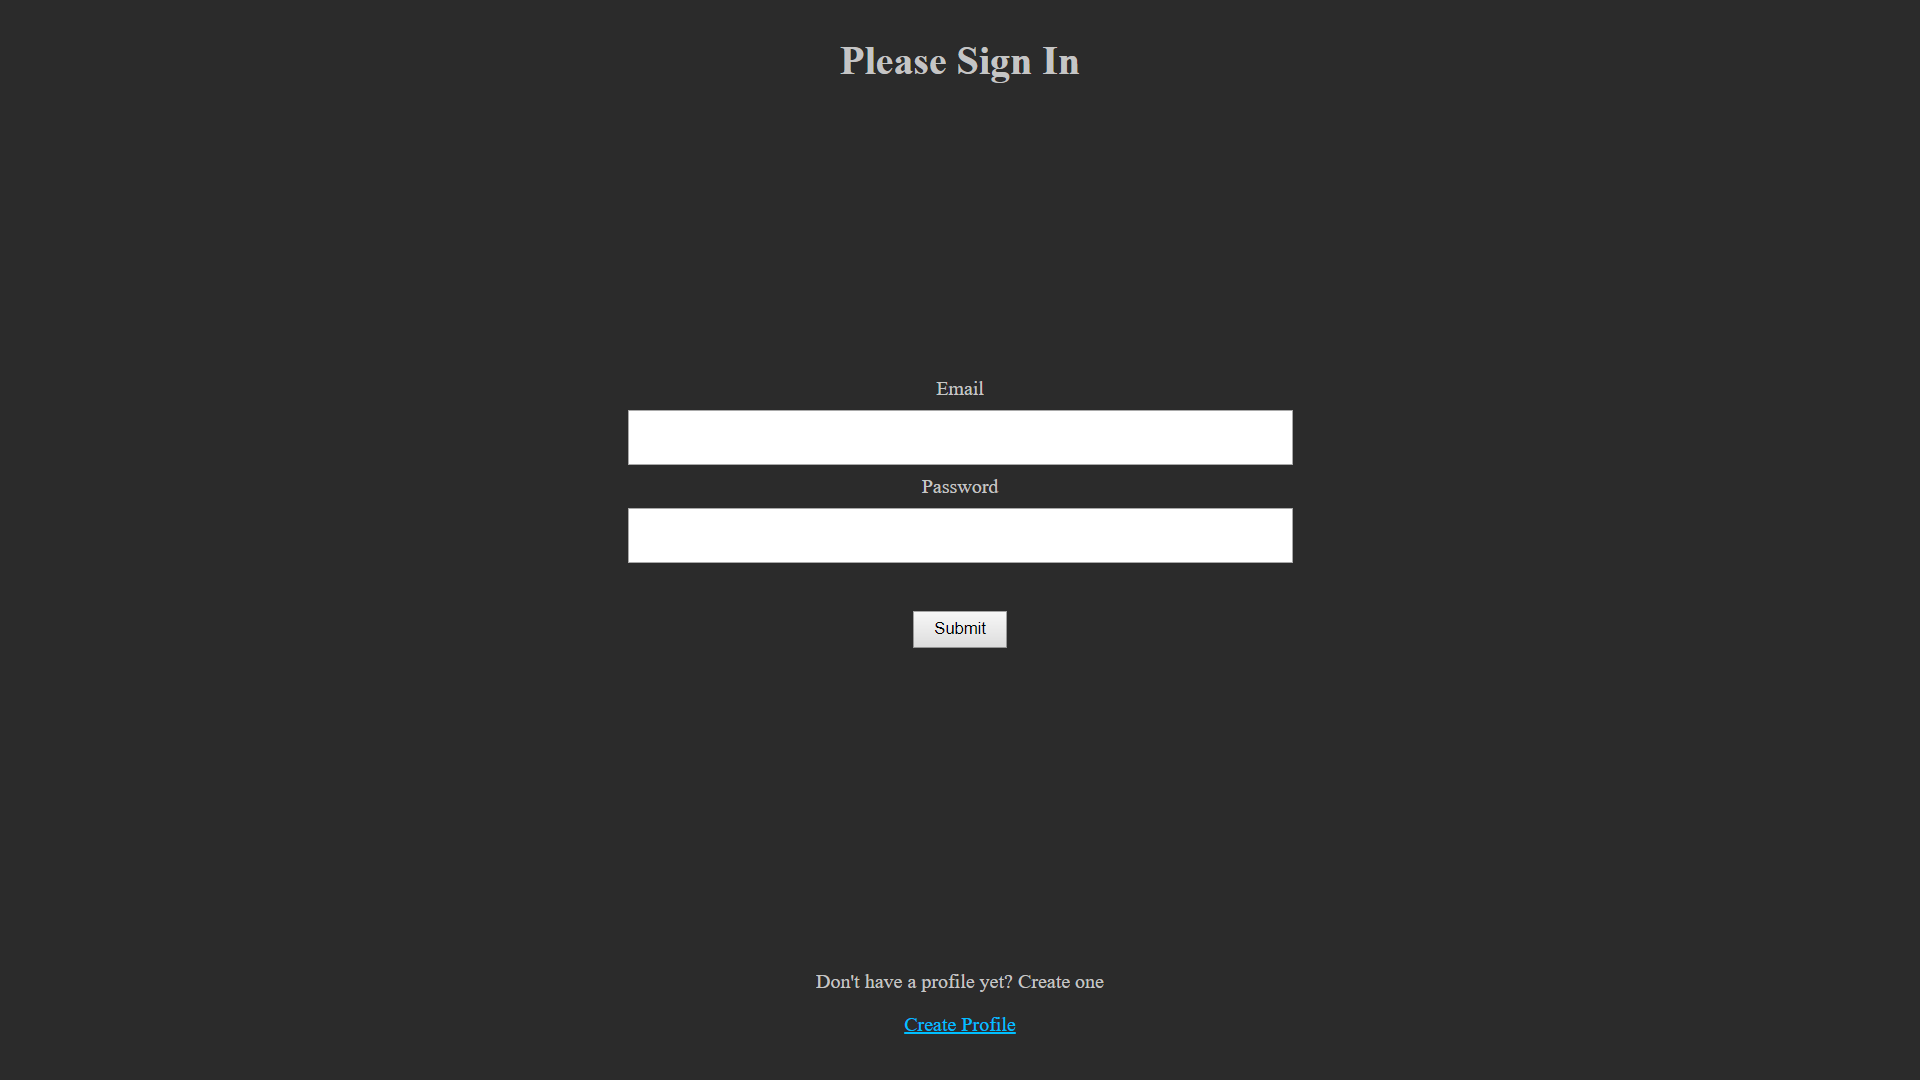 Please Sign In
Email
Password
Submit
Don't have a profile yet? Create one
Create Profile